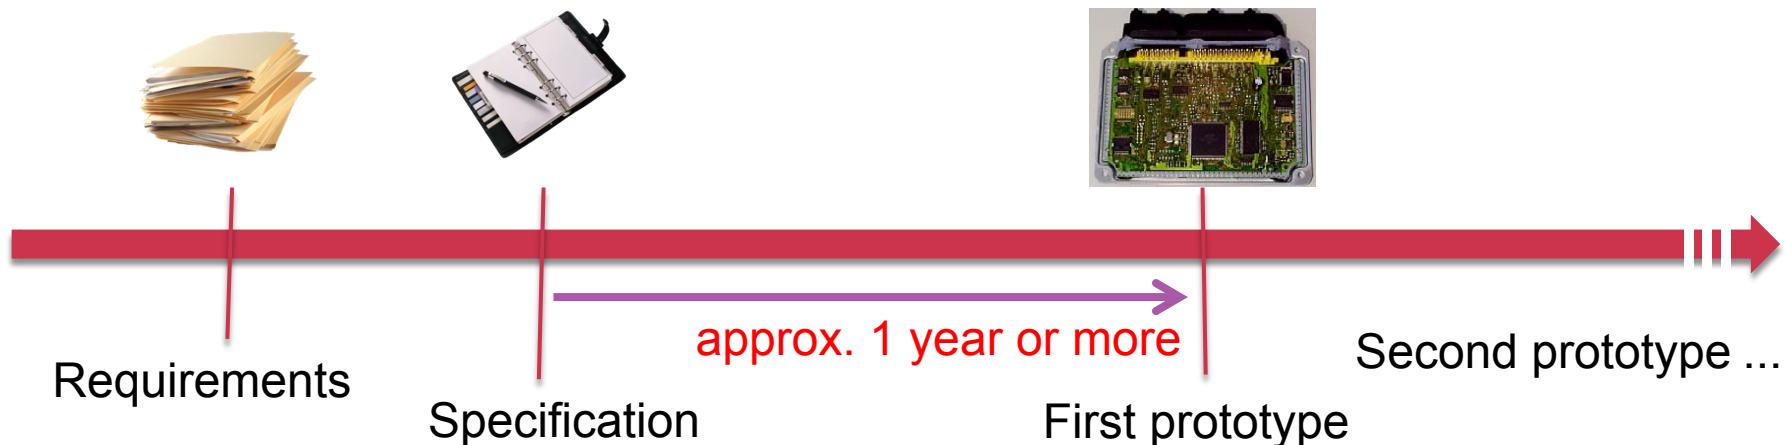 Requirements
Specification
approx. 1 year or more
First prototype
Second prototype ...